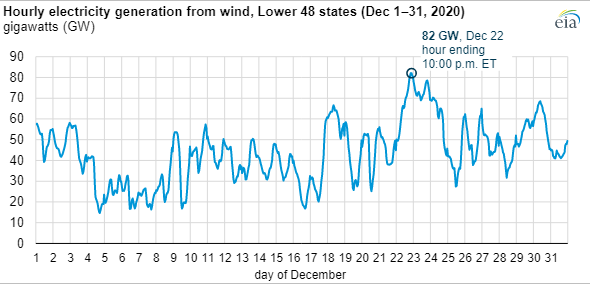 Hourly electricity generation from wind, Lower 48 states (Dec 1–31, 2020)
gigawatts (GW)
eia
82 GW, Dec 22
hour ending
10:00 p.m. ET
90
80
70
60
50
40
30
20
10
0
1 2 3 4 5 6 7 8 9 10 11 12 13 14 15 16 17 18 19 20 21 22 23 24 25 26 27 28 29 30 31
day of December